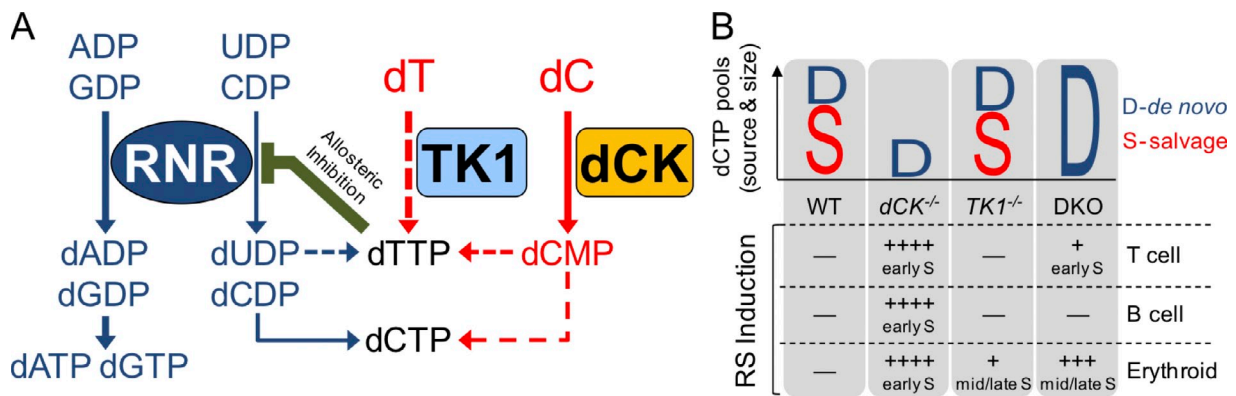 A
ADP
GDP
UDP
CDP
dT
dC
RNR
Allosteric
Inhibition
TK1
dCK
dADP
dGDP
dUDP
dCDP
dTTP
dCMP
dATP dGTP
dCTP
B
dCTP pools
(source & size)
D
S
D
D
S
D
D-de novo
S-salvage
WT
dCK-/-
TK1-/-
DKO
RS Induction
—
++++
early S
—
+
early S
T cell
—
++++
early S
—
—
B cell
—
++++
early S
+
mid/late S
+++
mid/late S
Erythroid